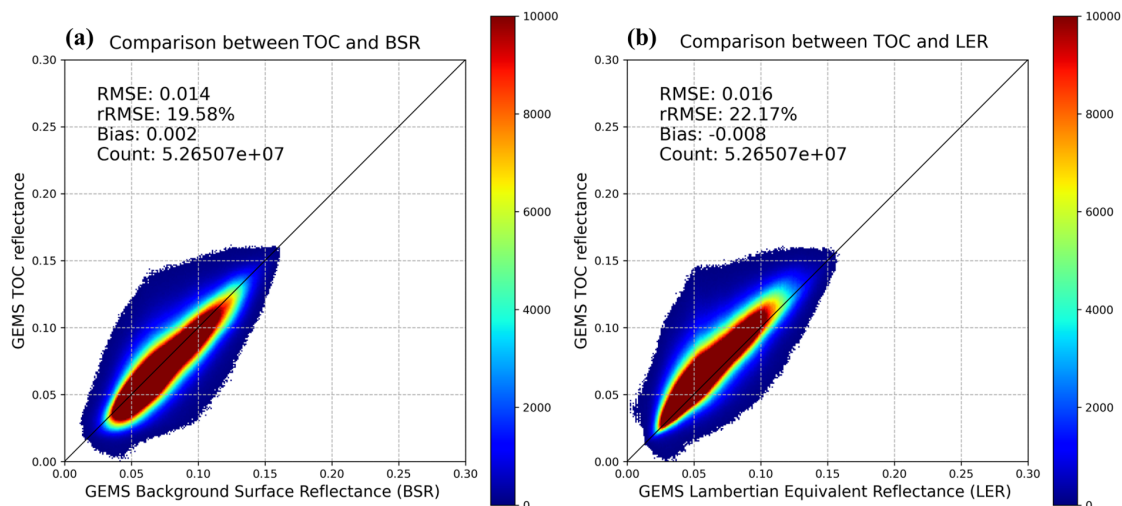 (a) Comparison between TOC and BSR
RMSE: 0.014
rRMSE: 19.58%
Bias: 0.002
Count: 5.26507e+07
GEMS TOC reflectance
0.30
0.25
0.20
0.15
0.10
0.05
0.00
0.00 0.05 0.10 0.15 0.20 0.25 0.30
GEMS Background Surface Reflectance (BSR)
10000
8000
6000
4000
2000
0
(b) Comparison between TOC and LER
RMSE: 0.016
rRMSE: 22.17%
Bias: -0.008
Count: 5.26507e+07
GEMS TOC reflectance
0.30
0.25
0.20
0.15
0.10
0.05
0.00
0.00 0.05 0.10 0.15 0.20 0.25 0.30
GEMS Lambertian Equivalent Reflectance (LER)
10000
8000
6000
4000
2000
0